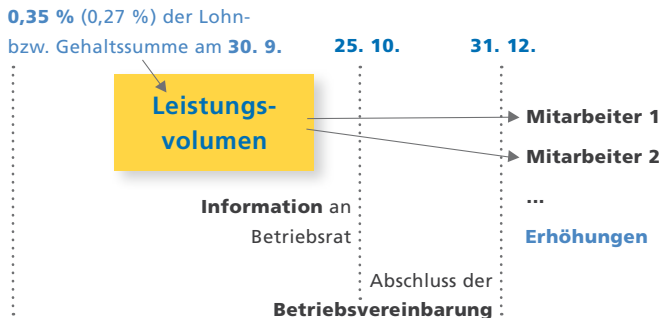 0,35 % (0,27 %) der Lohn-
bzw. Gehaltssumme am 30. 9.
25. 10.
31. 12.
Leistungs-
volumen
Mitarbeiter 1
Mitarbeiter 2
...
Information an
Betriebsrat
Erhöhungen
Abschluss der
Betriebsvereinbarung